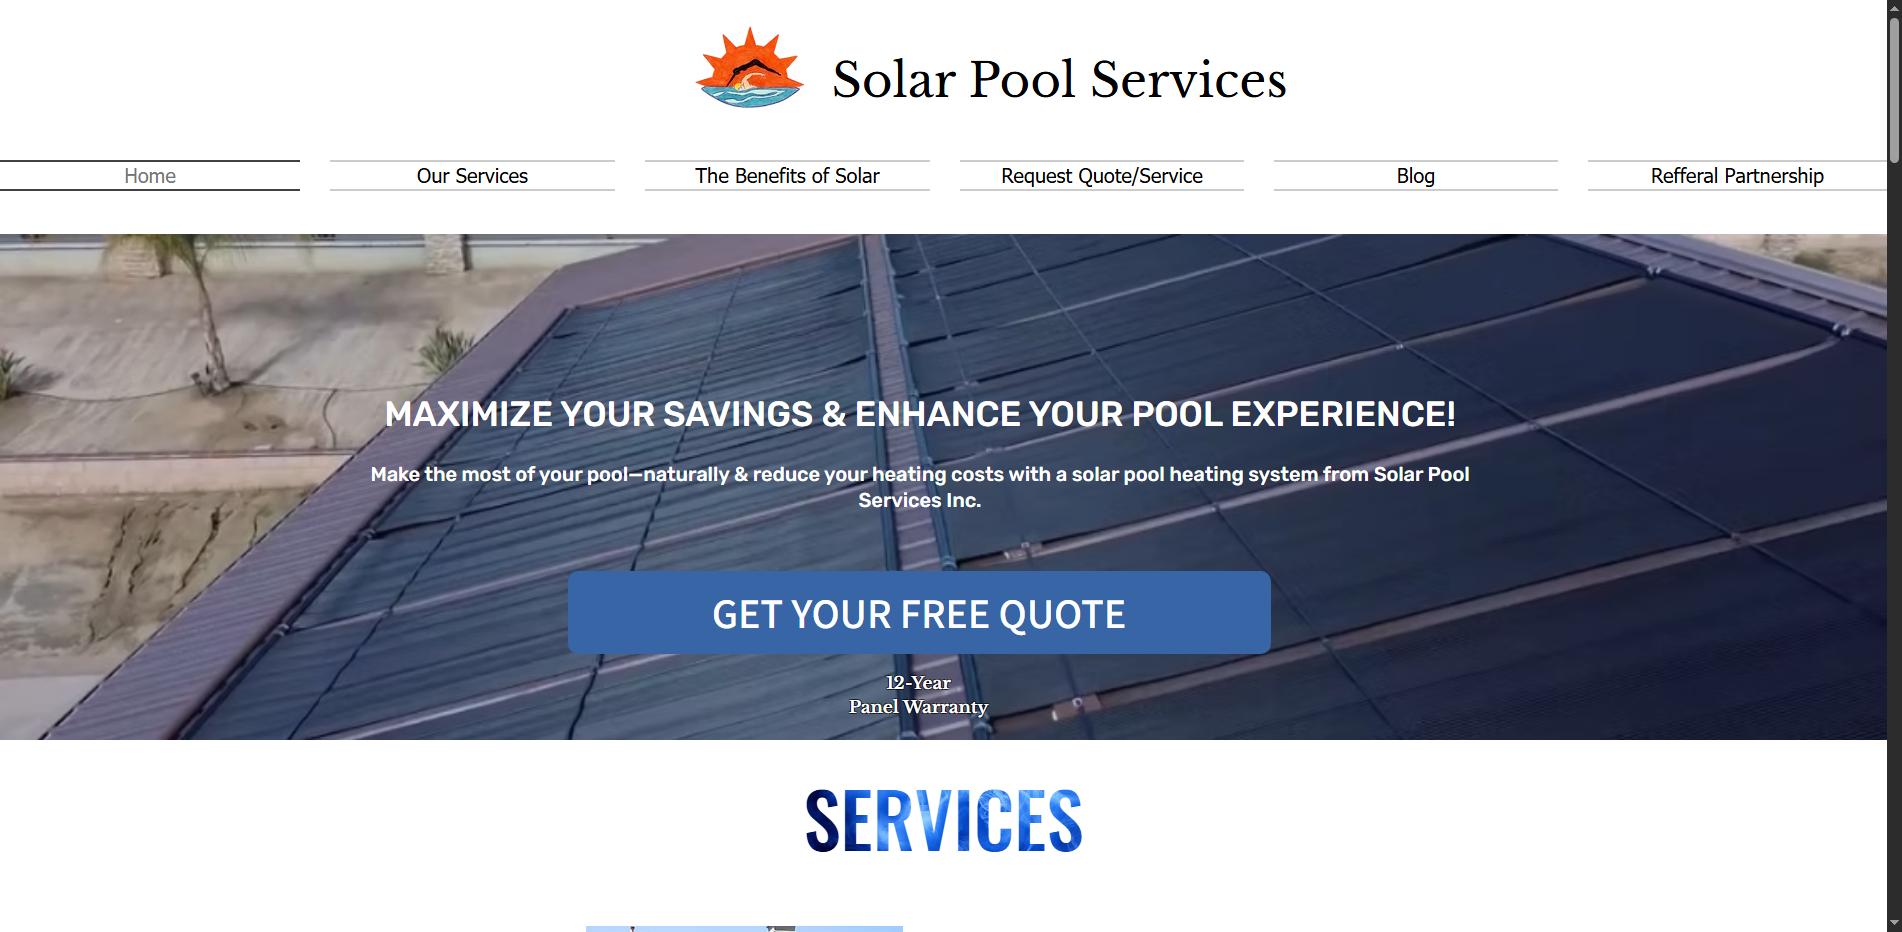 Solar Pool Services
Home
Our Services
The Benefits of Solar
Request Quote/Service
Blog
Refferal Partnership
MAXIMIZE YOUR SAVINGS & ENHANCE YOUR POOL EXPERIENCE!
Make the most of your pool—naturally & reduce your heating costs with a solar pool heating system from Solar Pool
Services Inc.
GET YOUR FREE QUOTE
12-Year
Panel Warranty
SERVICES